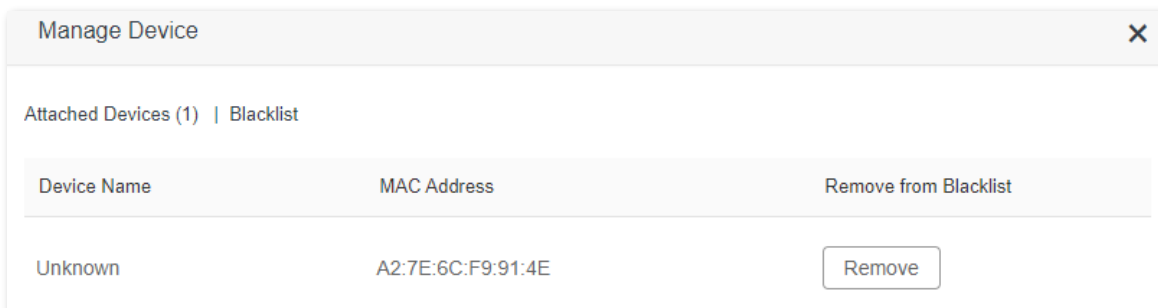 Manage Device
Attached Devices (1) | Blacklist
Device Name MAC Address Remove from Blacklist
Unknown A2:7E:6C:F9:91:4E Remove